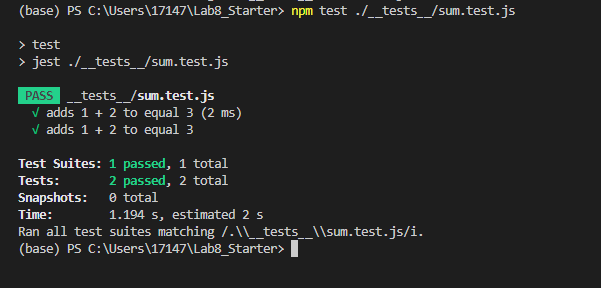 (base) PS C:\Users\17147\Lab8_Starter> npm test ./__tests__/sum.test.js
> test
> jest ./__tests__/sum.test.js
PASS __tests__/sum.test.js
√ adds 1 + 2 to equal 3 (2 ms)
√ adds 1 + 2 to equal 3
Test Suites: 1 passed, 1 total
Tests: 2 passed, 2 total
Snapshots: 0 total
Time: 1.194 s, estimated 2 s
Ran all test suites matching /.\\__tests__\\sum.test.js/i.
(base) PS C:\Users\17147\Lab8_Starter>